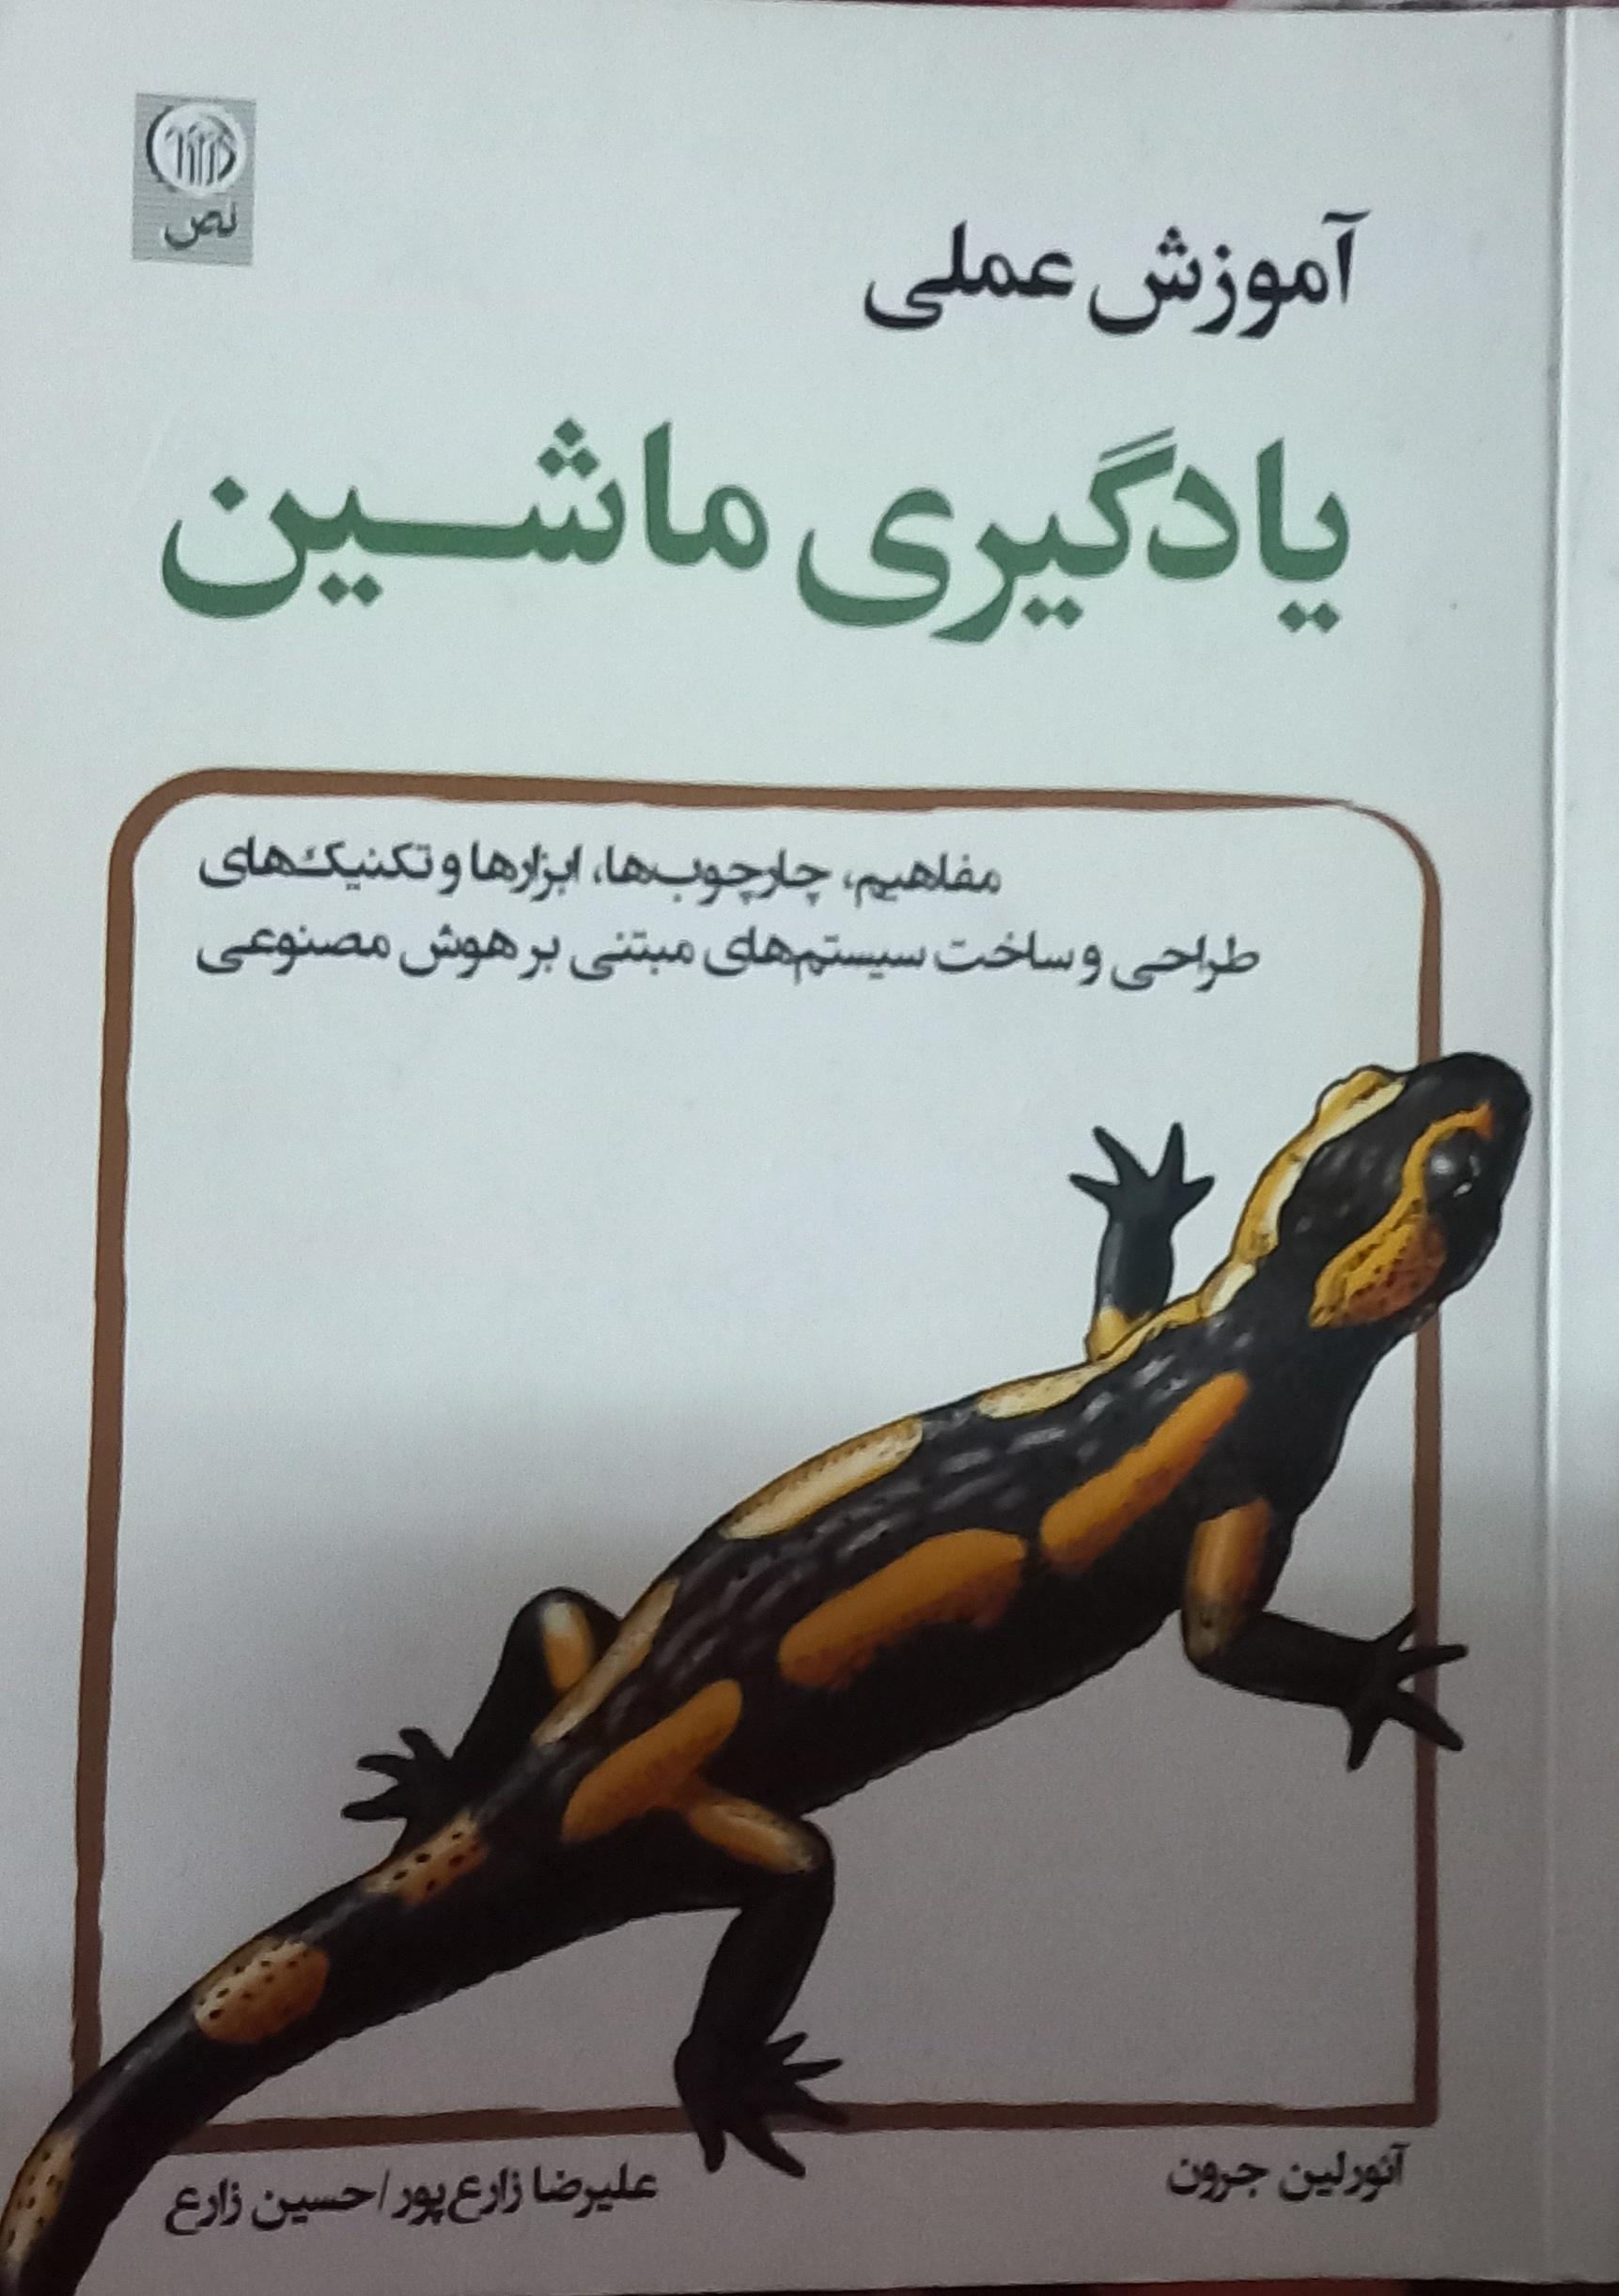 نص
آموزش عملی
یادگیری ماشین
مفاهیم، چارچوب‌ها، ابزارها و تکنیک‌های
طراحی و ساخت سیستم‌های مبتنی بر هوش مصنوعی
آئورلین جرون
علیرضا زارع‌پور/حسین زارع